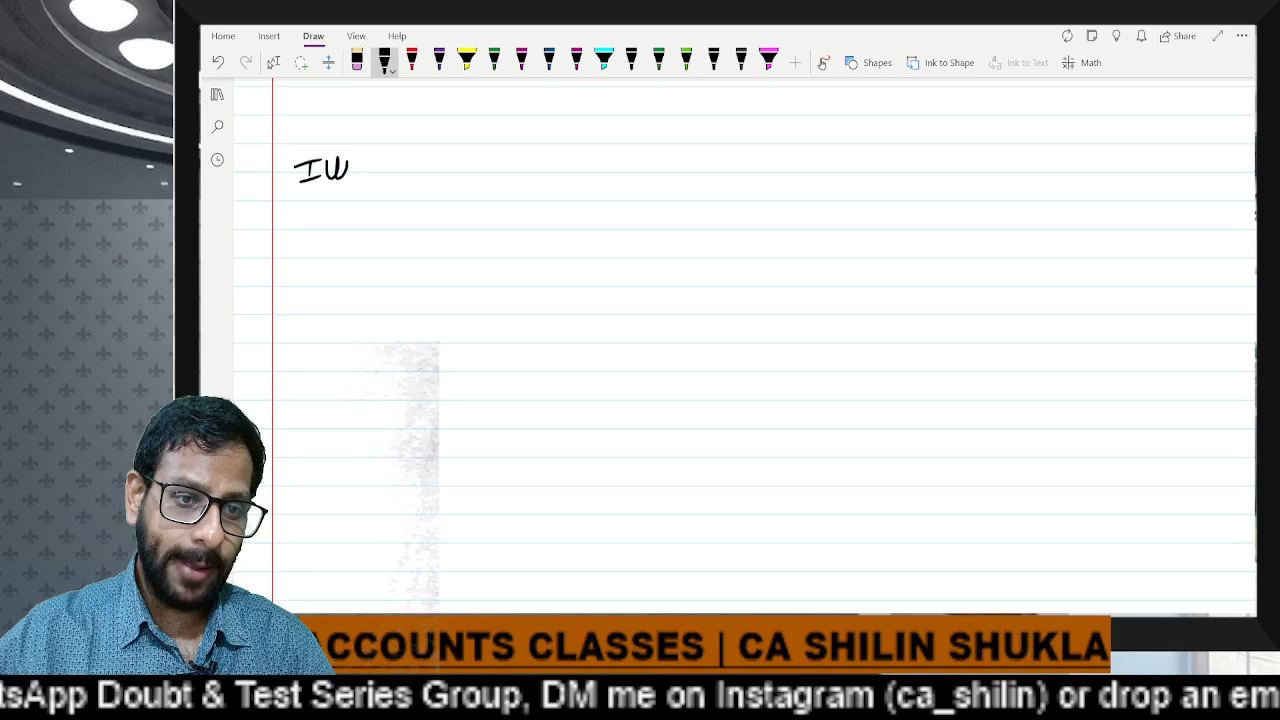 Home Insert Draw View Help Share
Shapes Ink to Shape Ink to Text Math
IW
ACCOUNTS CLASSES | CA SHILIN SHUKLA
tsApp Doubt & Test Series Group, DM me on Instagram (ca_shilin) or drop an em